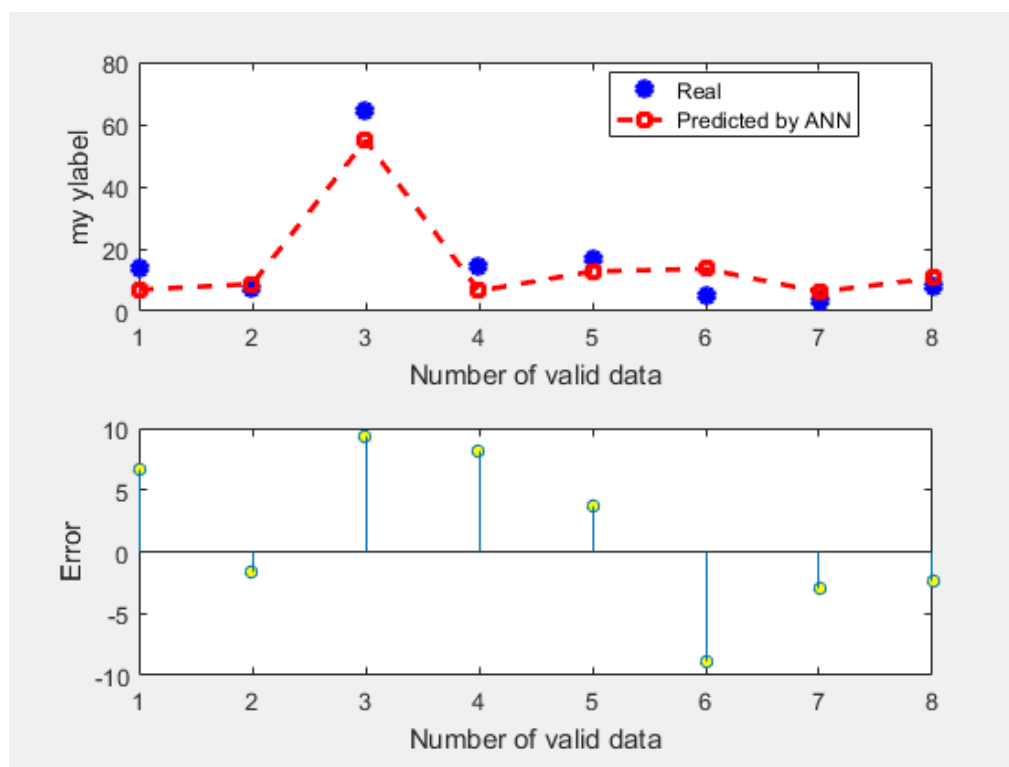 80
60
40
20
0
my ylabel
Real
Predicted by ANN
1 2 3 4 5 6 7 8
Number of valid data
10
5
0
-5
-10
Error
1 2 3 4 5 6 7 8
Number of valid data